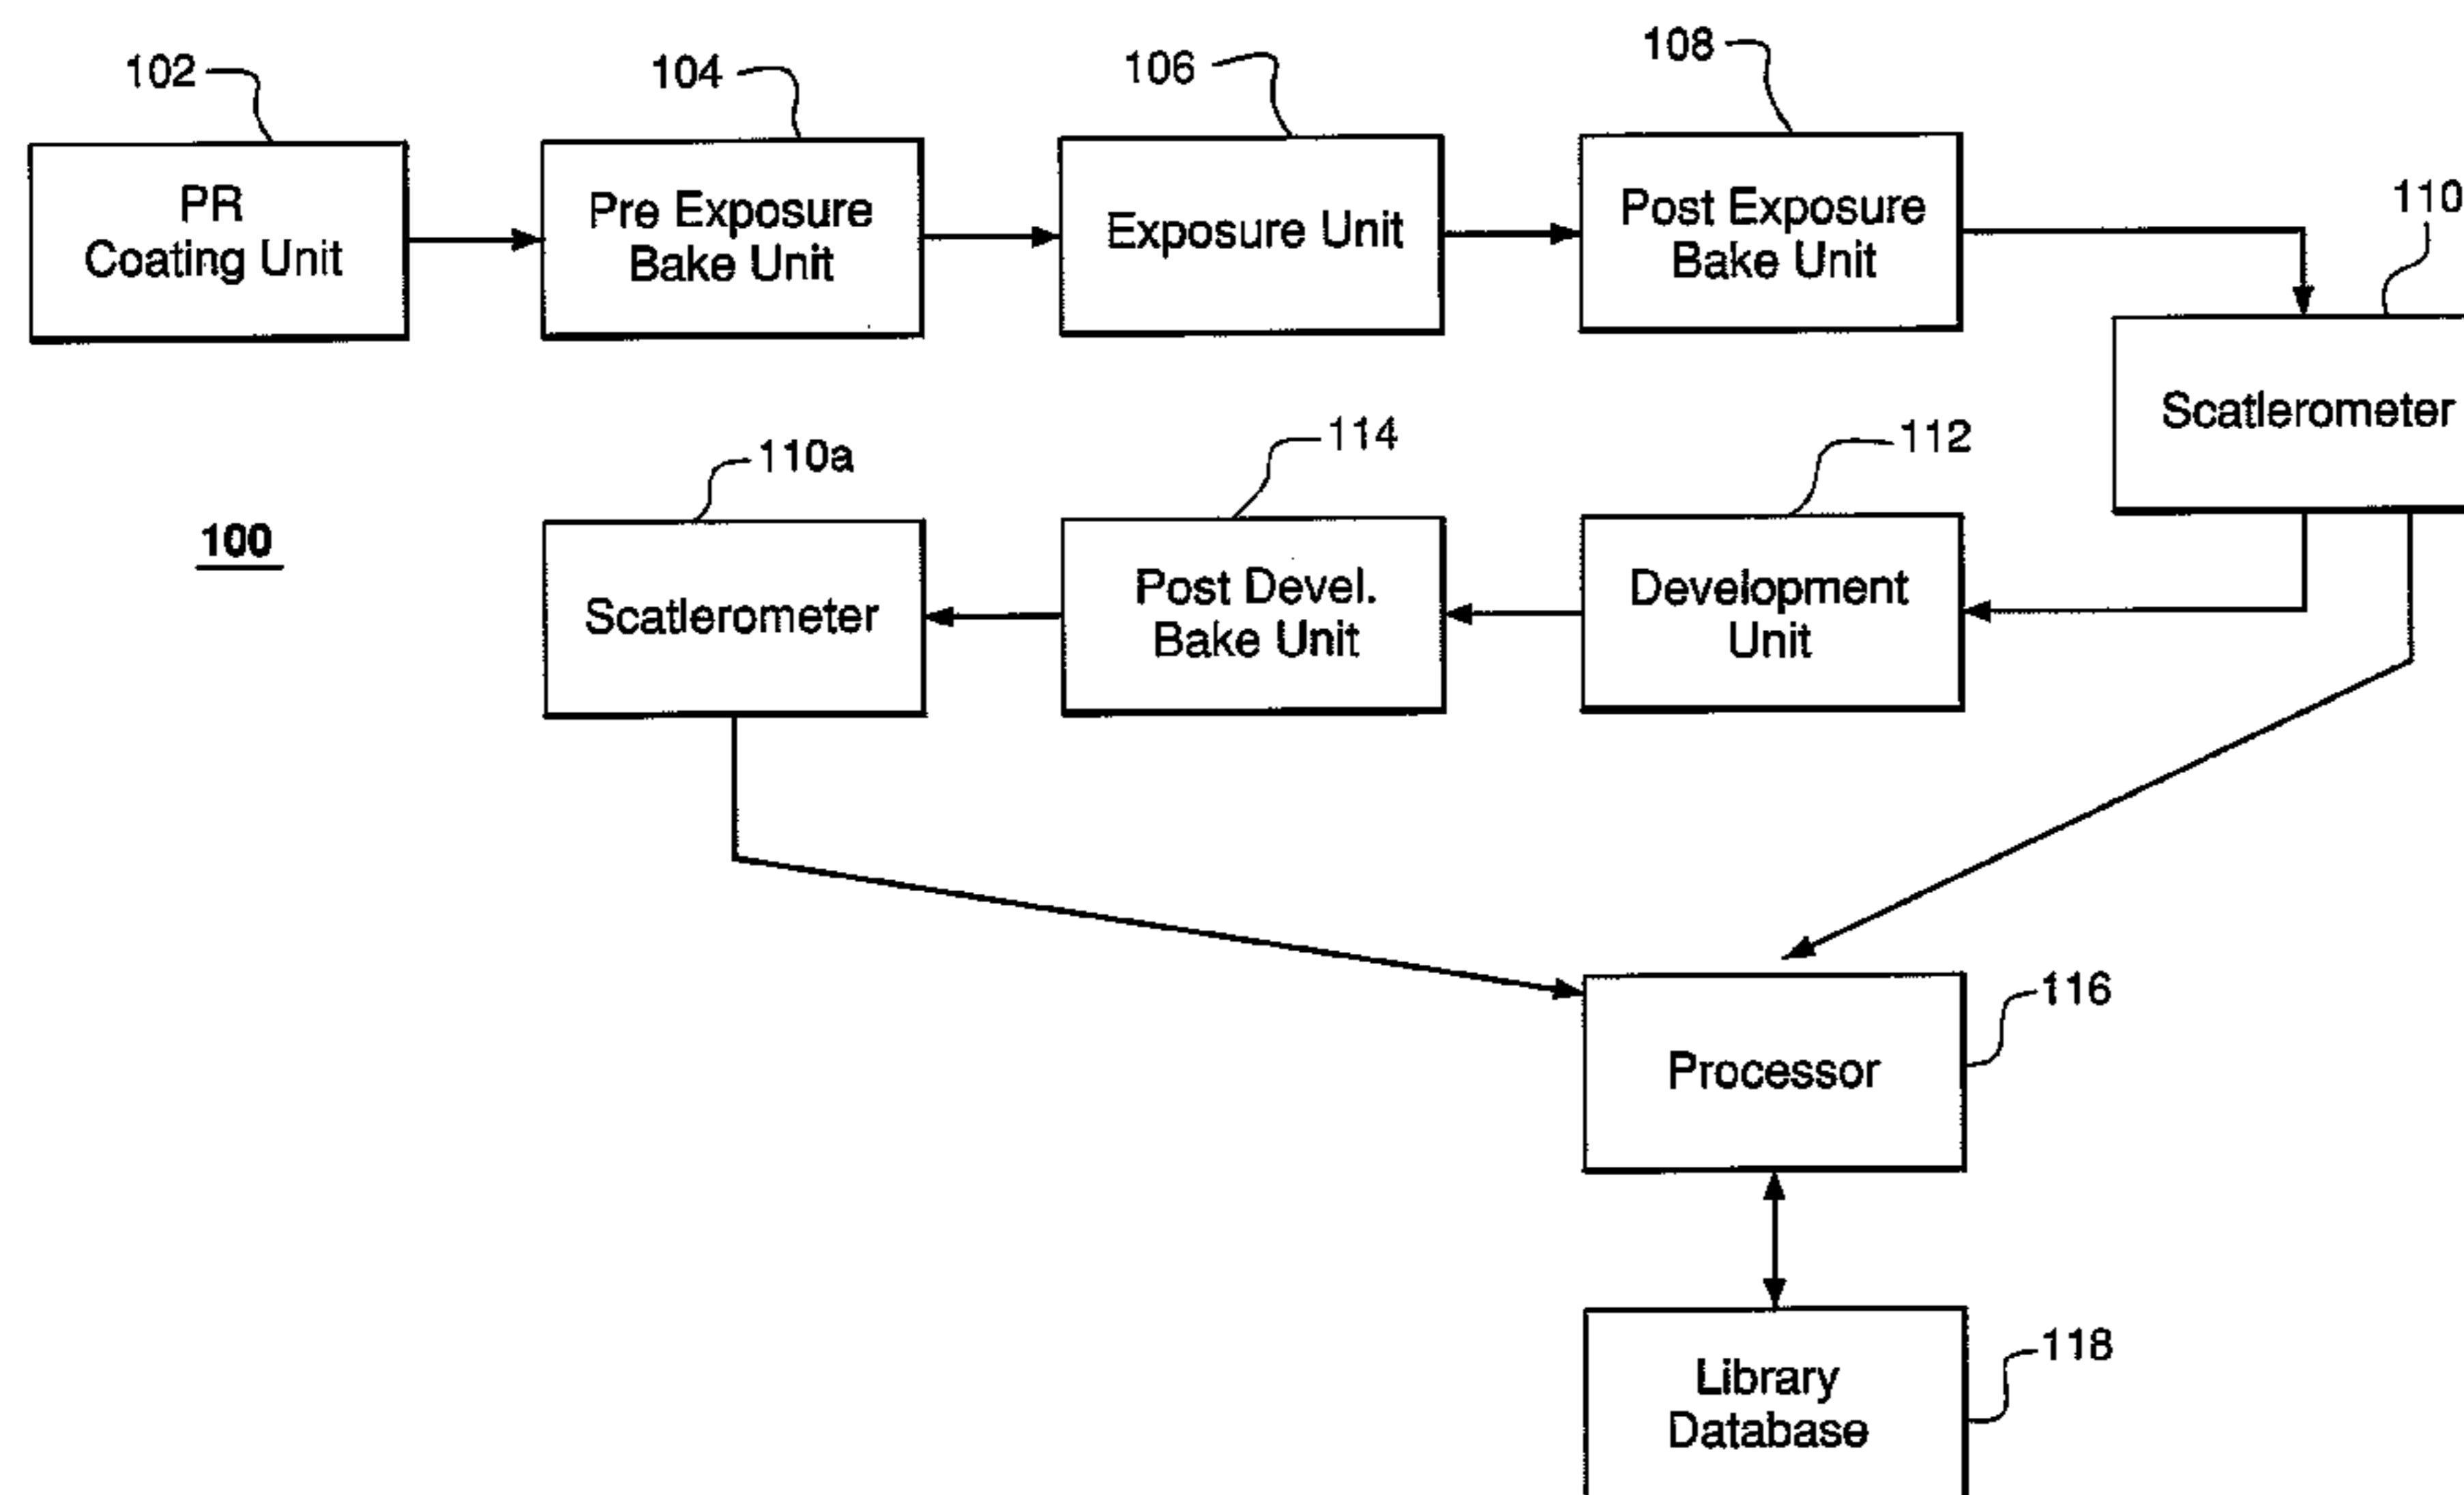 102
104
106
108
PR
Coating Unit
Pre Exposure
Bake Unit
Exposure Unit
Post Exposure
Bake Unit
110
Scatlerometer
110a
114
112
100
Scatlerometer
Post Devel.
Bake Unit
Development
Unit
116
Processor
118
Library
Database